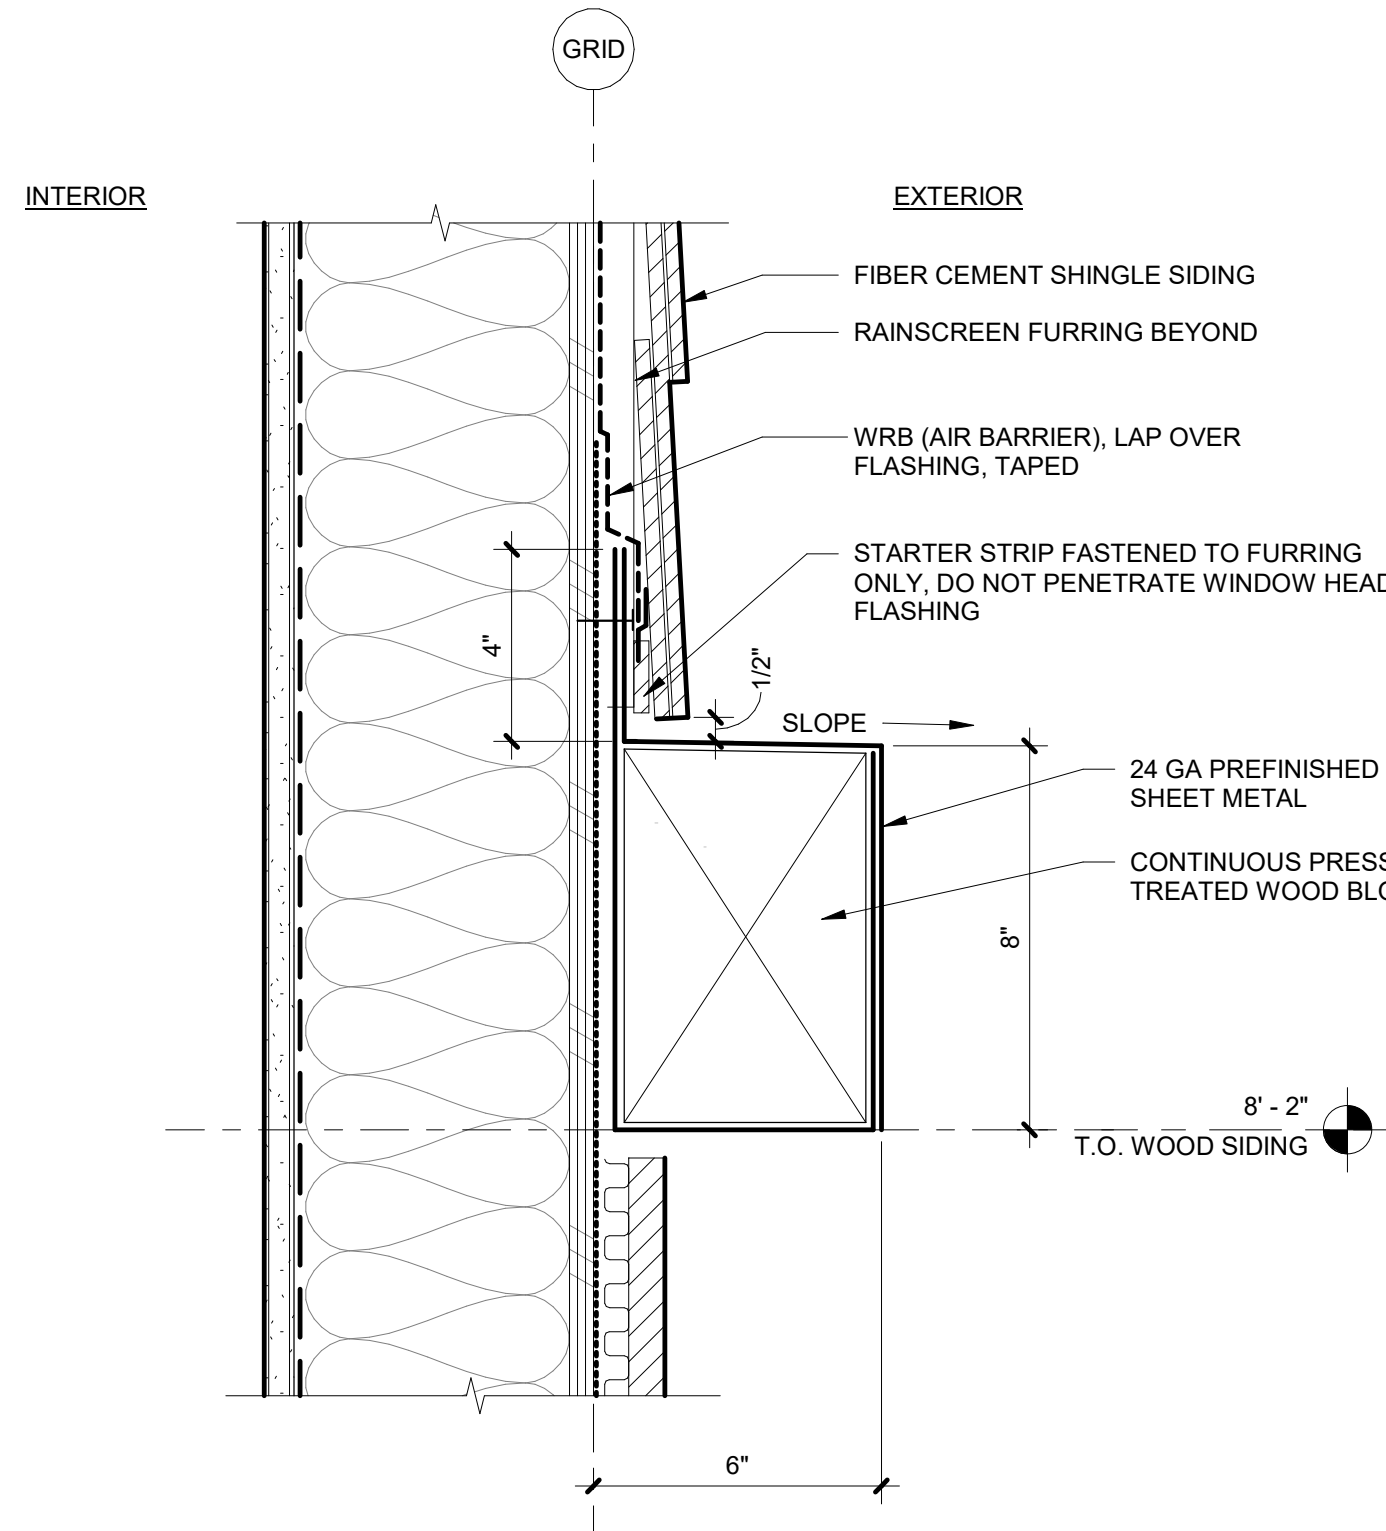 GRID
INTERIOR
EXTERIOR
FIBER CEMENT SHINGLE SIDING
RAINSCREEN FURRING BEYOND
WRB (AIR BARRIER), LAP OVER
FLASHING, TAPED
STARTER STRIP FASTENED TO FURRING
ONLY, DO NOT PENETRATE WINDOW HEAD
FLASHING
4"
1/2"
SLOPE
24 GA PREFINISHED
SHEET METAL
CONTINUOUS
TREATED WOOD
8"
8' - 2"
T.O. WOOD SIDING
6"